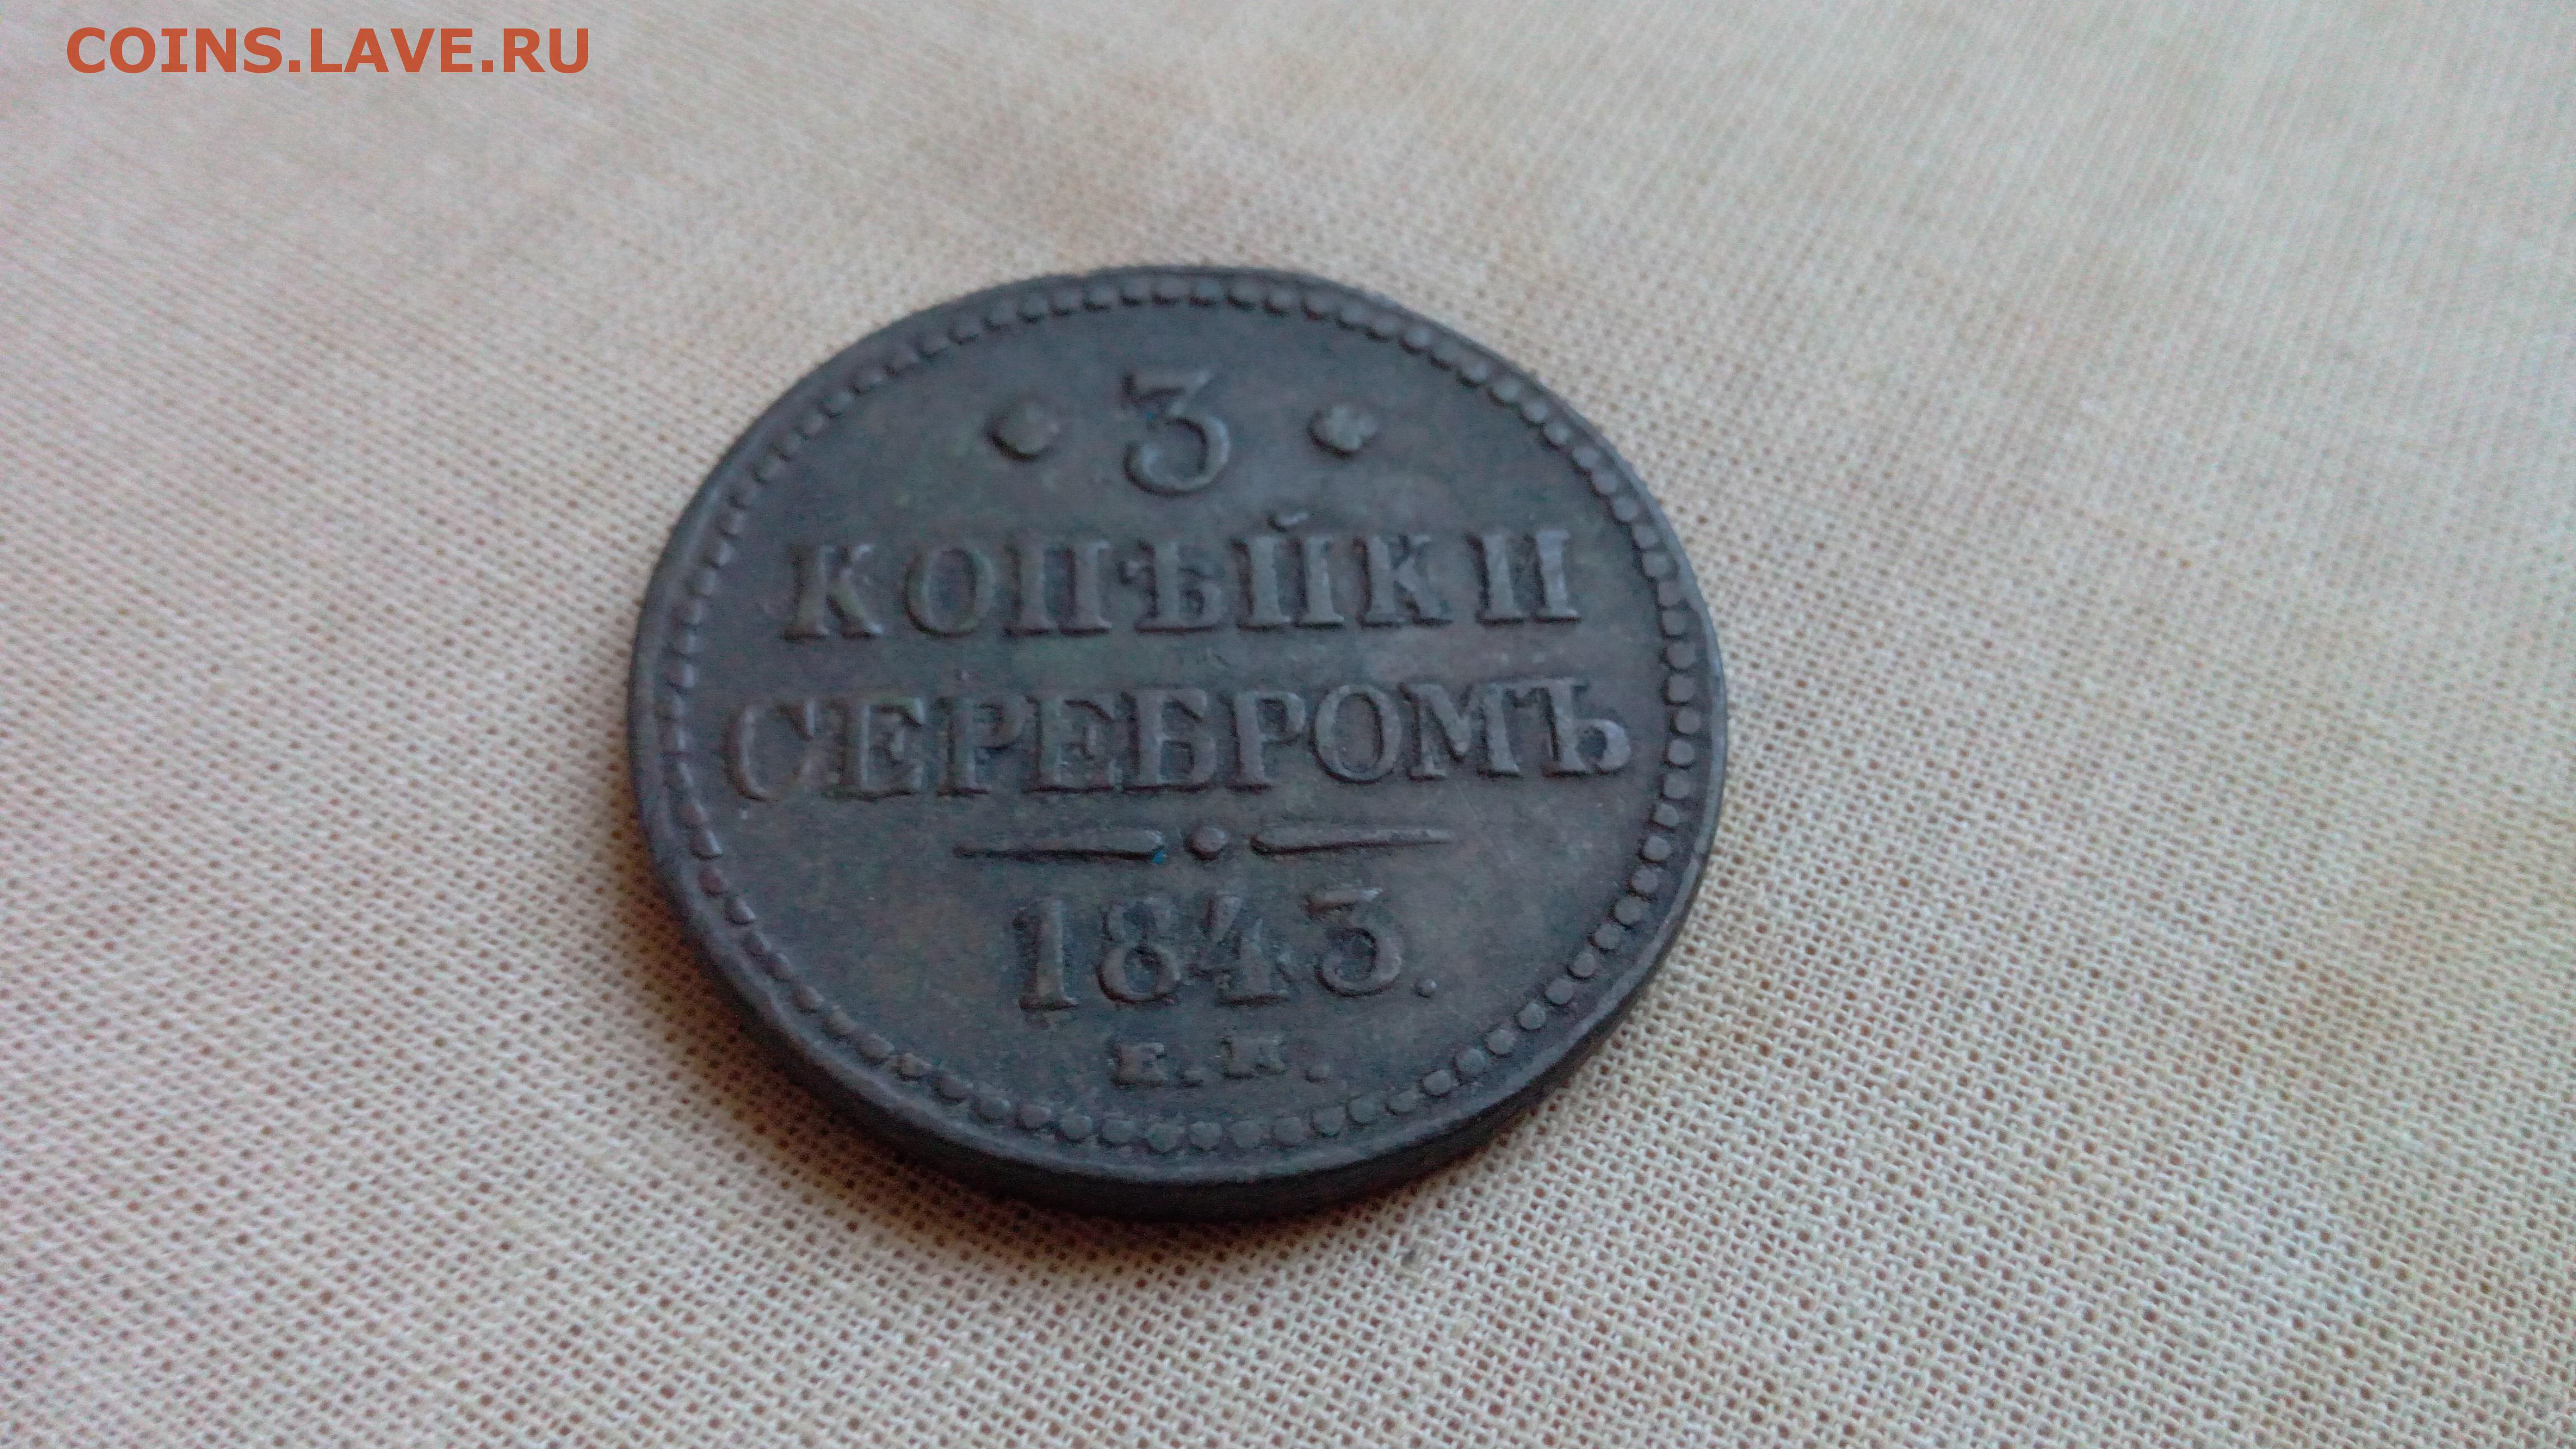 COINS.LAVE.RU
3
КОПѢЙКИ
СЕРЕБРОМЪ
1843.
Е.М.